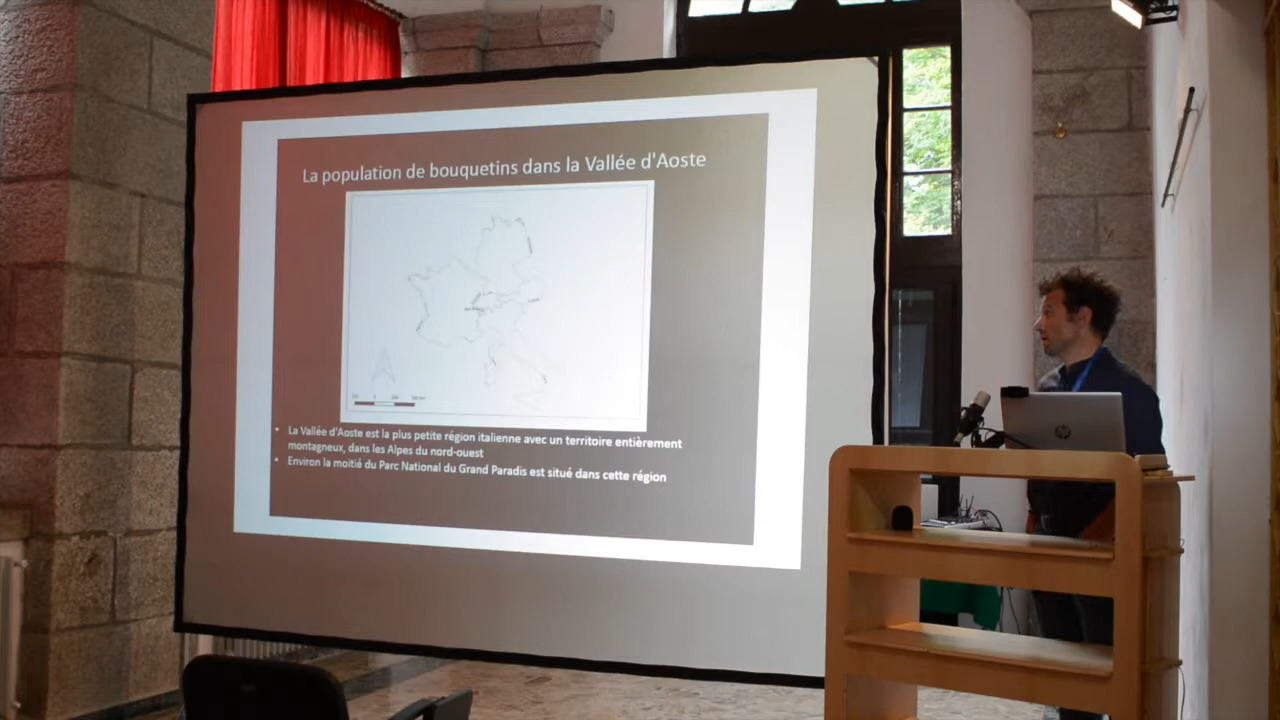 La population de bouquetins dans la Vallée d'Aoste
• La Vallée d'Aoste est la plus petite région italienne avec un territoire entièrement
montagneux, dans les Alpes du nord-ouest
• Environ la moitié du Parc National du Grand Paradis est situé dans cette région
hp